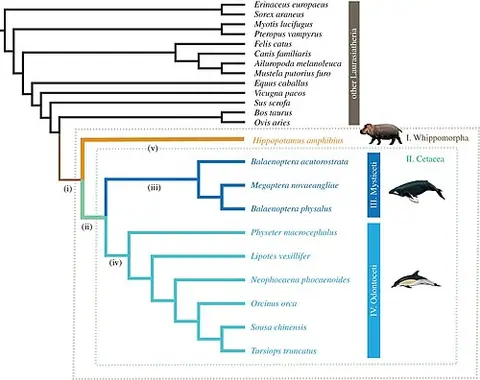 Erinaceus europaeus
Sorex araneus
Myotis lucifugus
Pteropus vampyrus
Felis catus
Canis familiaris
Ailuropoda melanoleuca
Mustela putorius furo
Equus caballus
Vicugna pacos
Sus scrofa
Bos taurus
Ovis aries
other Laurasiatheria
Hippopotamus amphibius
I. Whippomorpha
(v)
II. Cetacea
Balaenoptera acutorostrata
(i)
(iii)
Megaptera novaeangliae
III. Mysticeti
Balaenoptera physalus
(ii)
Physeter macrocephalus
Lipotes vexillifer
(iv)
Neophocaena phocaenoides
IV. Odontoceti
Orcinus orca
Sousa chinensis
Tursiops truncatus